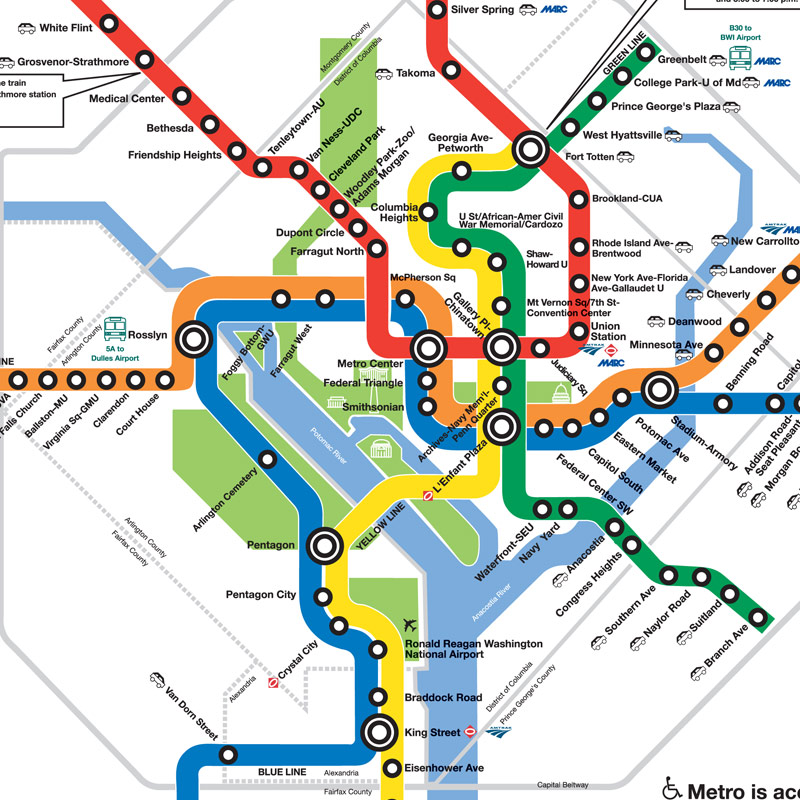 White Flint
Grosvenor-Strathmore
e train
thmore station
Medical Center
Bethesda
Friendship Heights
Tenleytown-AU
Van Ness-UDC
Cleveland Park
Woodley Park-Zoo/
Adams Morgan
Dupont Circle
Farragut North
Montgomery County
District of Columbia
Silver Spring
MARC
Takoma
GREEN LINE
B30 to
BWI Airport
Greenbelt
MARC
College Park-U of Md
MARC
Prince George's Plaza
West Hyattsville
Fort Totten
Georgia Ave-
Petworth
Columbia
Heights
U St/African-Amer Civil
War Memorial/Cardozo
Shaw-
Howard U
Brookland-CUA
Rhode Island Ave-
Brentwood
New York Ave-Florida
Ave-Gallaudet U
Mt Vernon Sq/7th St-
Convention Center
Union
Station
AMTRAK
MARC
Judiciary Sq
Gallery Pl-
Chinatown
McPherson Sq
Metro Center
Federal Triangle
Smithsonian
Archives-Navy Mem'l-
Penn Quarter
L'Enfant Plaza
AMTRAK
New Carrollto
Landover
Cheverly
Deanwood
Minnesota Ave
Benning Road
Capito
Addison Road-
Seat Pleasant
Morgan Bo
Stadium-Armory
Potomac Ave
Eastern Market
Capitol South
Federal Center SW
Fairfax County
Arlington County
5A to
Dulles Airport
Rosslyn
Foggy Bottom-
GWU
Farragut West
INE
VA
Falls Church
Ballston-MU
Virginia Sq-GMU
Clarendon
Court House
Potomac River
Arlington Cemetery
Arlington County
Fairfax County
Pentagon
YELLOW LINE
Waterfront-SEU
Navy Yard
Anacostia
Congress Heights
Southern Ave
Naylor Road
Suitland
Branch Ave
Anacostia River
Pentagon City
Crystal City
Ronald Reagan Washington
National Airport
Alexandria
Van Dorn Street
Braddock Road
King Street
AMTRAK
District of Columbia
Prince George's County
Eisenhower Ave
BLUE LINE
Alexandria
Fairfax County
Capital Beltway
Metro is acc